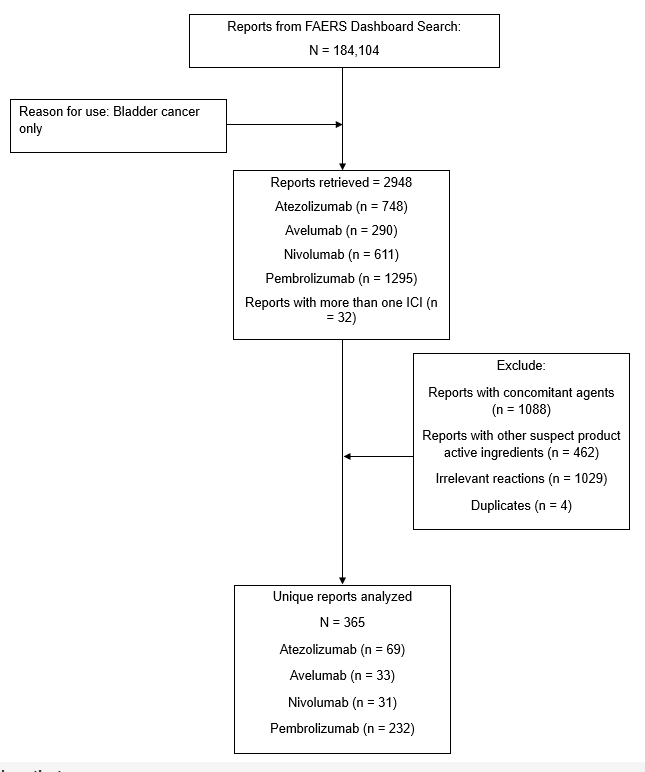 Reports from FAERS Dashboard Search:
N = 184,104
Reason for use: Bladder cancer
only
Reports retrieved = 2948
Atezolizumab (n = 748)
Avelumab (n = 290)
Nivolumab (n = 611)
Pembrolizumab (n = 1295)
Reports with more than one ICI (n
= 32)
Exclude:
Reports with concomitant agents
(n = 1088)
Reports with other suspect product
active ingredients (n = 462)
Irrelevant reactions (n = 1029)
Duplicates (n = 4)
Unique reports analyzed
N = 365
Atezolizumab (n = 69)
Avelumab (n = 33)
Nivolumab (n = 31)
Pembrolizumab (n = 232)